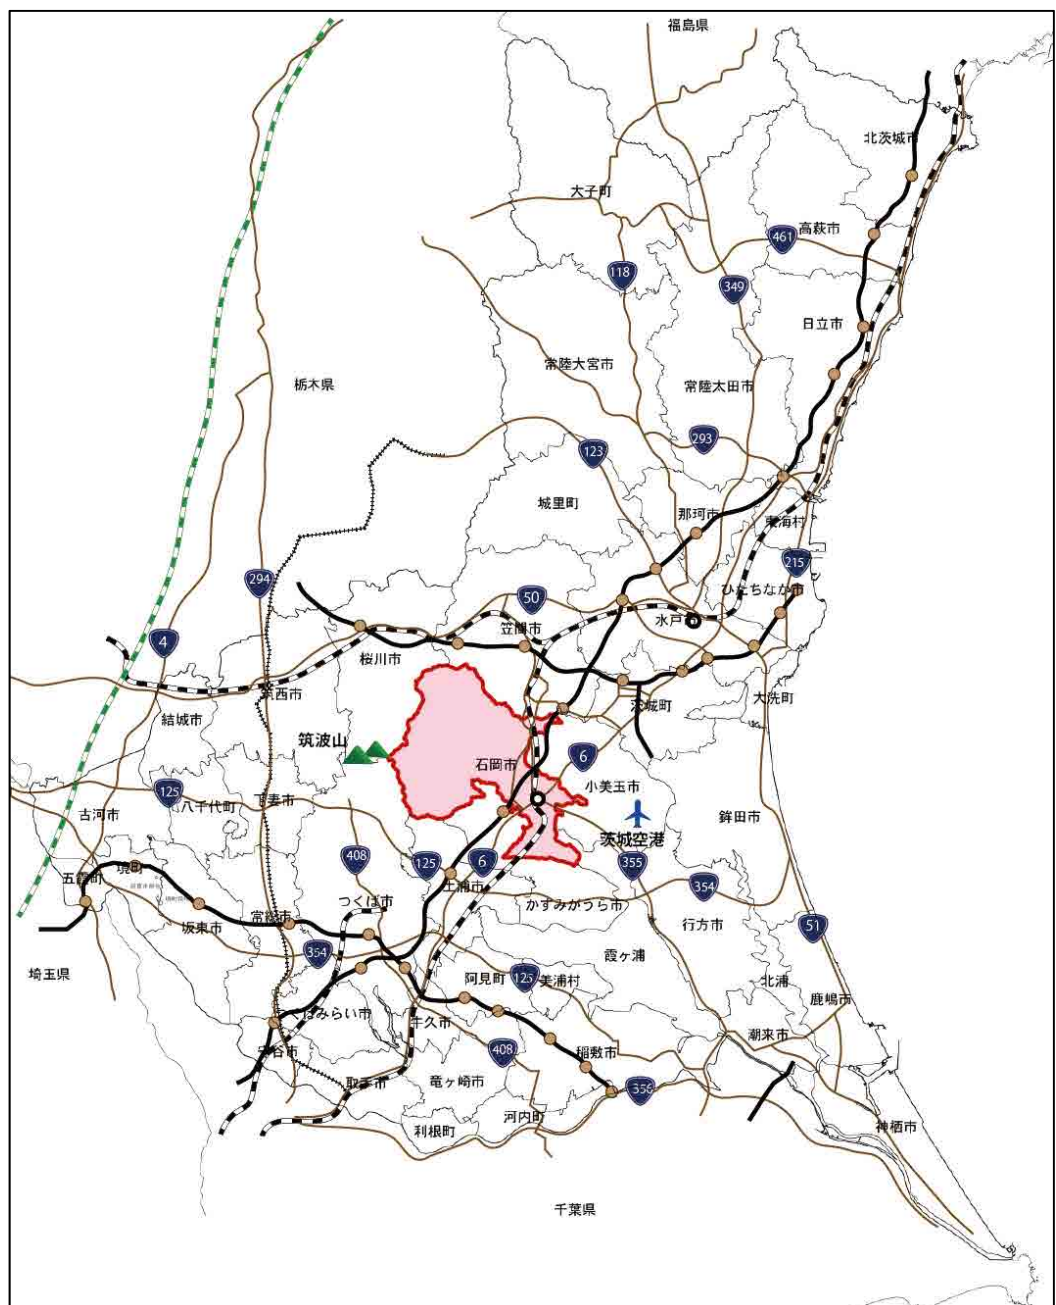 福島県
北茨城市
大子町
461
高萩市
118
349
日立市
常陸大宮市
栃木県
常陸太田市
293
123
城里町
那珂市
東海村
215
294
ひたちなか市
50
水戸
笠間市
4
桜川市
筑西市
大洗町
茨城町
結城市
筑波山
6
石岡市
小美玉市
125
八千代町
下妻市
古河市
鉾田市
茨城空港
408
125
6
355
境町
五霞町
土浦市
354
つくば市
かすみがうら市
常総市
坂東市
行方市
51
354
霞ヶ浦
埼玉県
阿見町
125
美浦村
北浦
鹿嶋市
つくばみらい市
牛久市
潮来市
守谷市
408
稲敷市
取手市
竜ヶ崎市
356
河内町
利根町
神栖市
千葉県